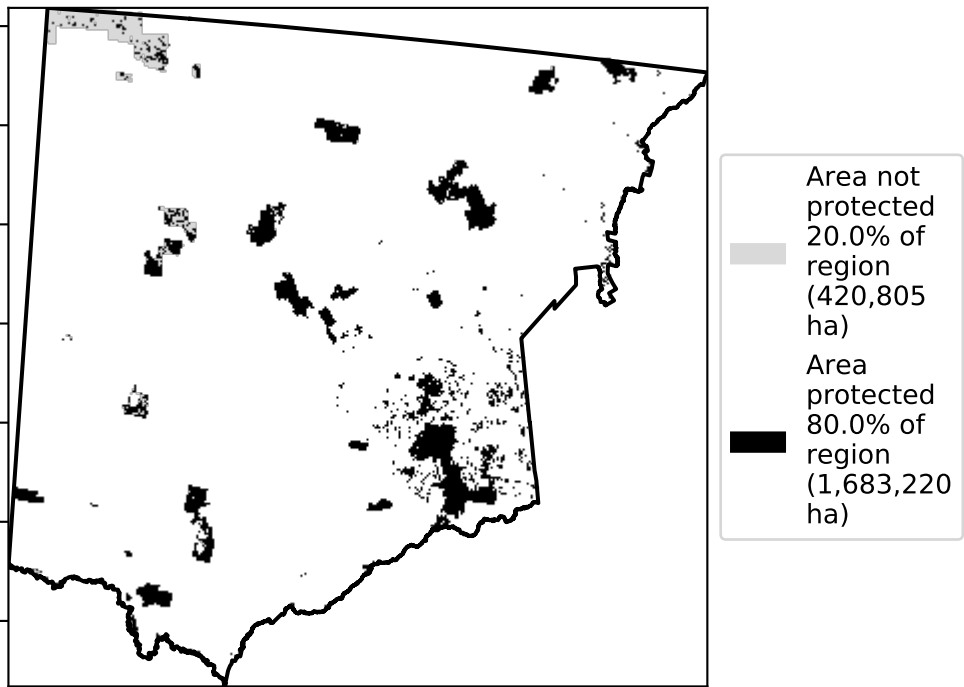 Area not
protected
20.0% of
region
(420,805
ha)
Area
protected
80.0% of
region
(1,683,220
ha)